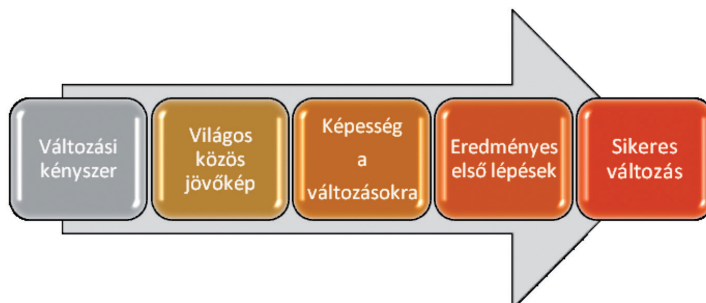 Változási
kényszer
Világos
közös
jövőkép
Képesség
a
változásokra
Eredményes
első lépések
Sikeres
változás